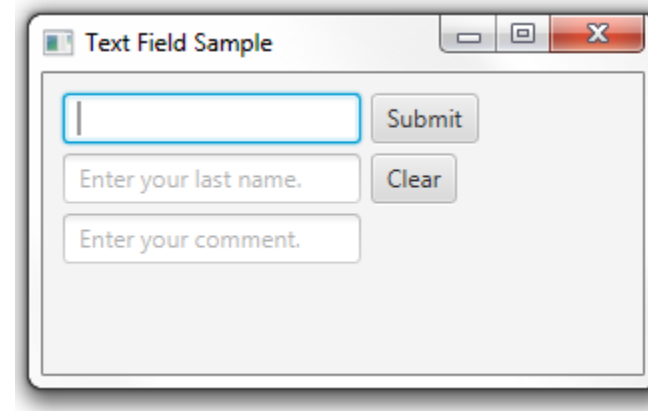 Text Field Sample
Submit
Enter your last name.
Clear
Enter your comment.